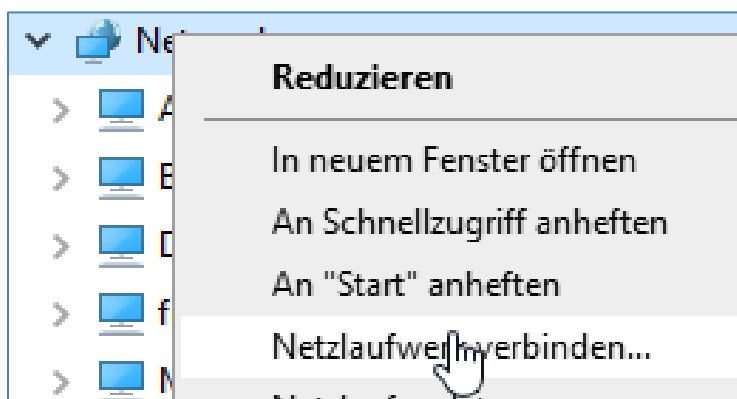 Reduzieren
In neuem Fenster öffnen
An Schnellzugriff anheften
An "Start" anheften
Netzlaufwerk verbinden...